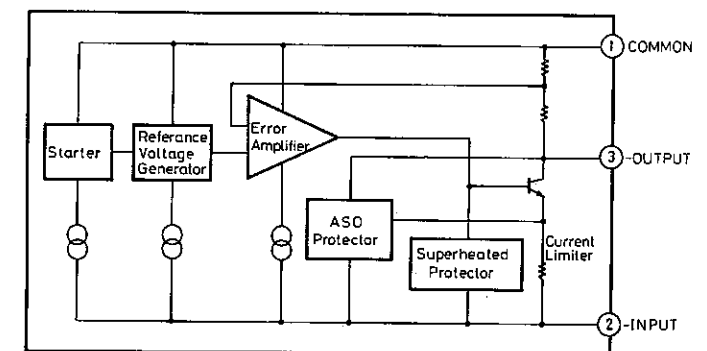 1 COMMON
Starter
Referance
Voltage
Generator
Error
Amplifier
3 -OUTPUT
ASO
Protector
Superheated
Protector
Current
Limiter
2 -INPUT